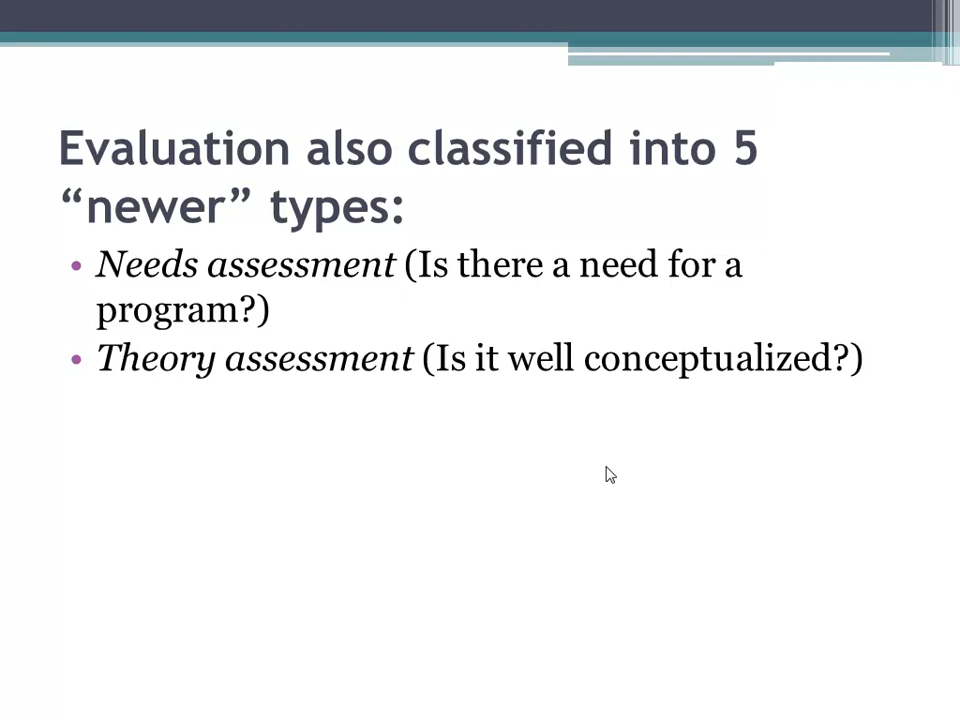 Evaluation also classified into 5
“newer” types:
• Needs assessment (Is there a need for a
program?)
• Theory assessment (Is it well conceptualized?)